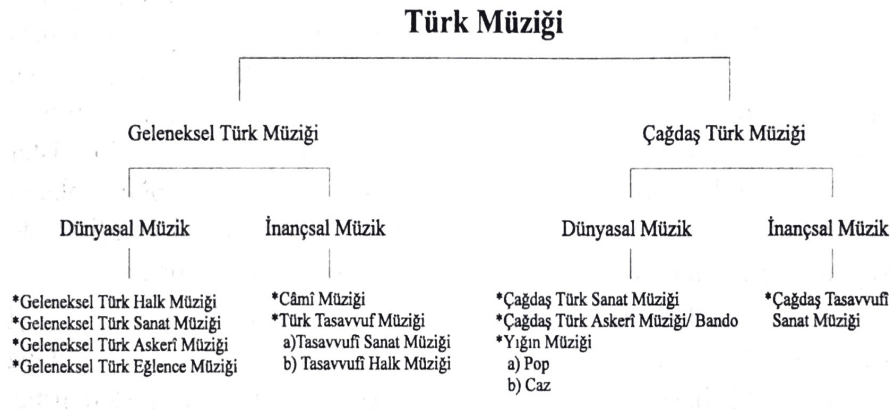 Türk Müziği
Geleneksel Türk Müziği
Çağdaş Türk Müziği
Dünyasal Müzik
İnançsal Müzik
Dünyasal Müzik
İnançsal Müzik
*Geleneksel Türk Halk Müziği
*Geleneksel Türk Sanat Müziği
*Geleneksel Türk Askerî Müziği
*Geleneksel Türk Eğlence Müziği
*Câmî Müziği
*Türk Tasavvuf Müziği
a)Tasavvufî Sanat Müziği
b) Tasavvufî Halk Müziği
*Çağdaş Türk Sanat Müziği
*Çağdaş Türk Askerî Müziği/ Bando
*Yığın Müziği
a) Pop
b) Caz
*Çağdaş Tasavvufî
Sanat Müziği